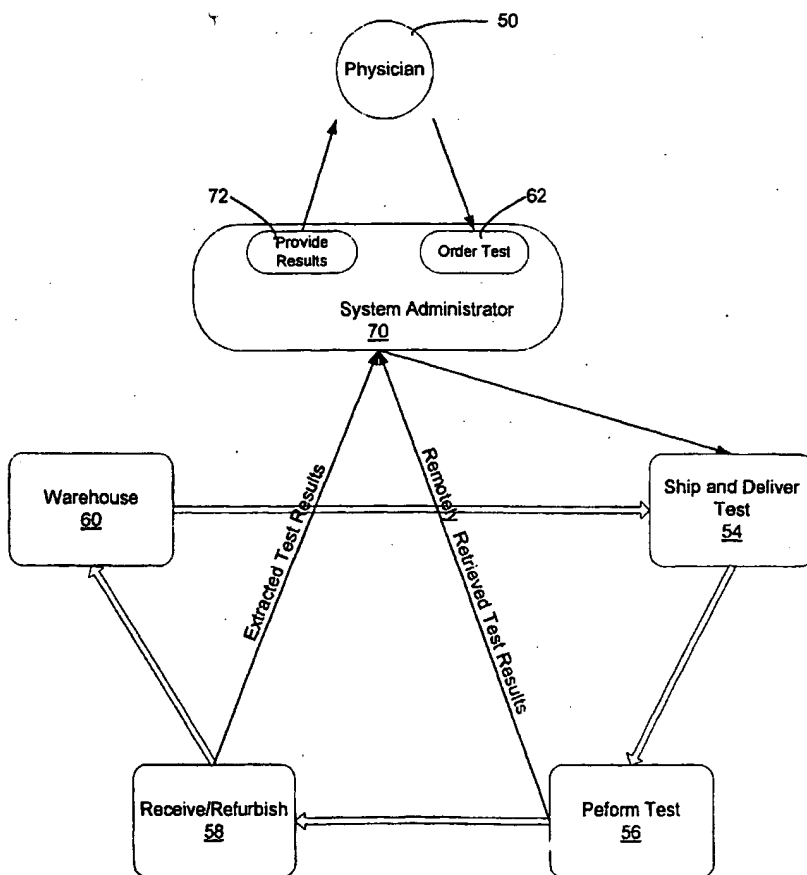 50
Physician
72
62
Provide
Results
Order Test
System Administrator
70
Warehouse
60
Extracted Test Results
Remotely Retrieved Test Results
Ship and Deliver
Test
54
Receive/Refurbish
58
Peform Test
56